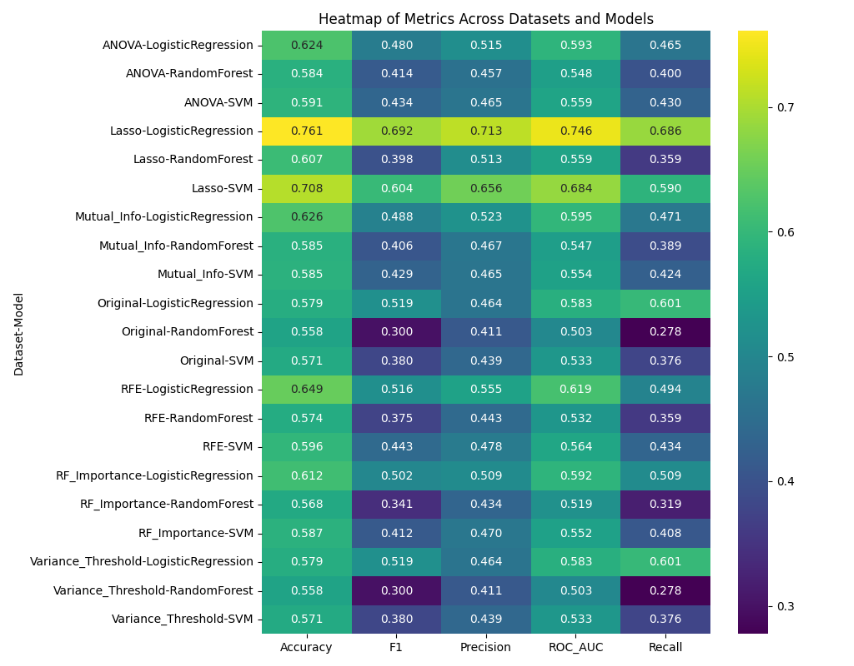 Heatmap of Metrics Across Datasets and Models
Dataset-Model
ANOVA-LogisticRegression 0.624 0.480 0.515 0.593 0.465
ANOVA-RandomForest 0.584 0.414 0.457 0.548 0.400
ANOVA-SVM 0.591 0.434 0.465 0.559 0.430
Lasso-LogisticRegression 0.761 0.692 0.713 0.746 0.686
Lasso-RandomForest 0.607 0.398 0.513 0.559 0.359
Lasso-SVM 0.708 0.604 0.656 0.684 0.590
Mutual_Info-LogisticRegression 0.626 0.488 0.523 0.595 0.471
Mutual_Info-RandomForest 0.585 0.406 0.467 0.547 0.389
Mutual_Info-SVM 0.585 0.429 0.465 0.554 0.424
Original-LogisticRegression 0.579 0.519 0.464 0.583 0.601
Original-RandomForest 0.558 0.300 0.411 0.503 0.278
Original-SVM 0.571 0.380 0.439 0.533 0.376
RFE-LogisticRegression 0.649 0.516 0.555 0.619 0.494
RFE-RandomForest 0.574 0.375 0.443 0.532 0.359
RFE-SVM 0.596 0.443 0.478 0.564 0.434
RF_Importance-LogisticRegression 0.612 0.502 0.509 0.592 0.509
RF_Importance-RandomForest 0.568 0.341 0.434 0.519 0.319
RF_Importance-SVM 0.587 0.412 0.470 0.552 0.408
Variance_Threshold-LogisticRegression 0.579 0.519 0.464 0.583 0.601
Variance_Threshold-RandomForest 0.558 0.300 0.411 0.503 0.278
Variance_Threshold-SVM 0.571 0.380 0.439 0.533 0.376
Accuracy F1 Precision ROC_AUC Recall
0.7
0.6
0.5
0.4
0.3